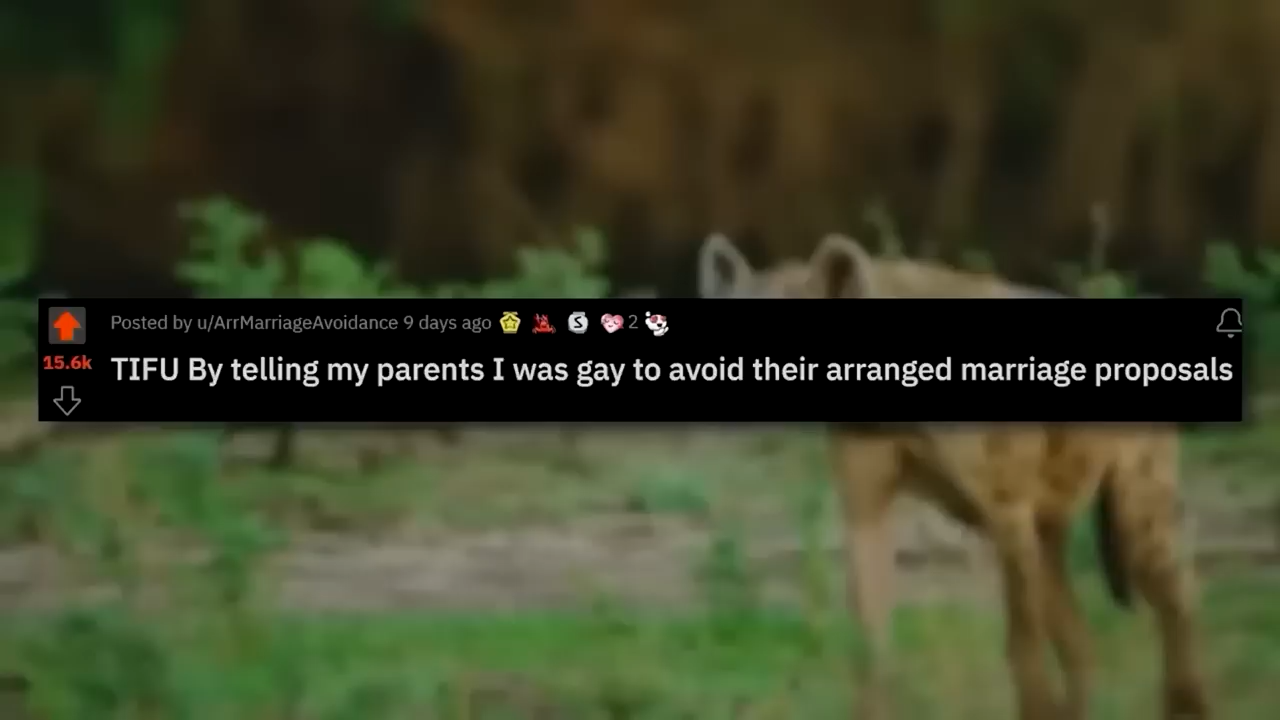 Posted by u/ArrMarriageAvoidance 9 days ago 2
15.6k
TIFU By telling my parents I was gay to avoid their arranged marriage proposals